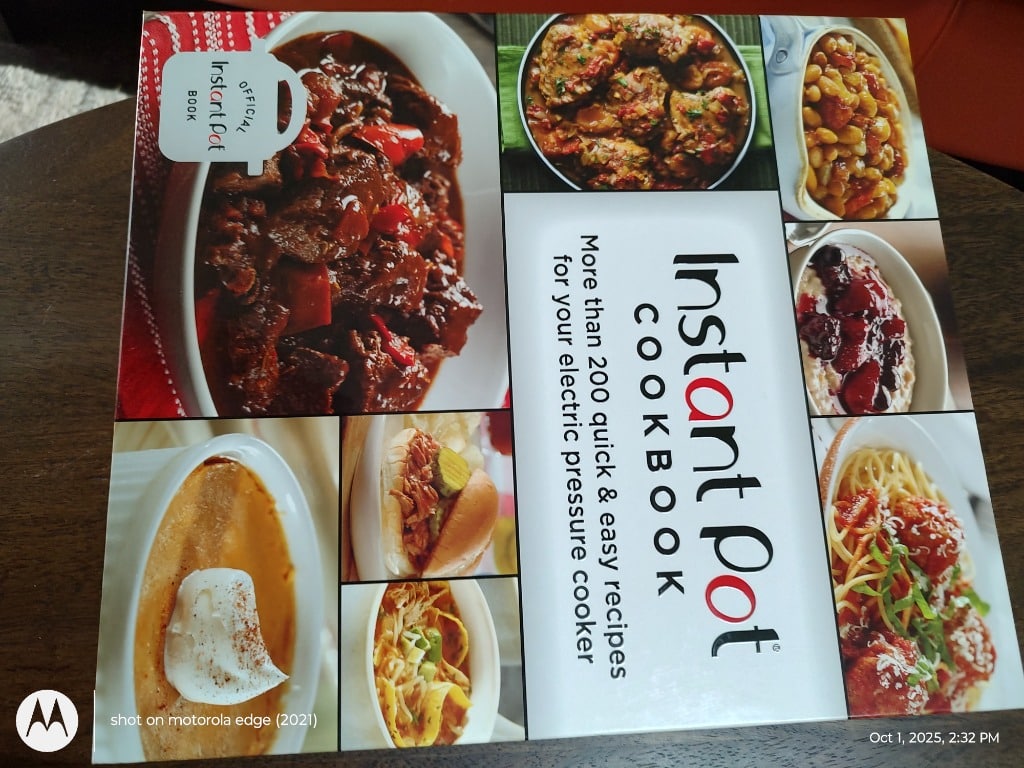 OFFICIAL
Instant Pot
BOOK
Instant Pot®
COOKBOOK
More than 200 quick & easy recipes
for your electric pressure cooker
shot on motorola edge (2021)
Oct 1, 2025, 2:32 PM